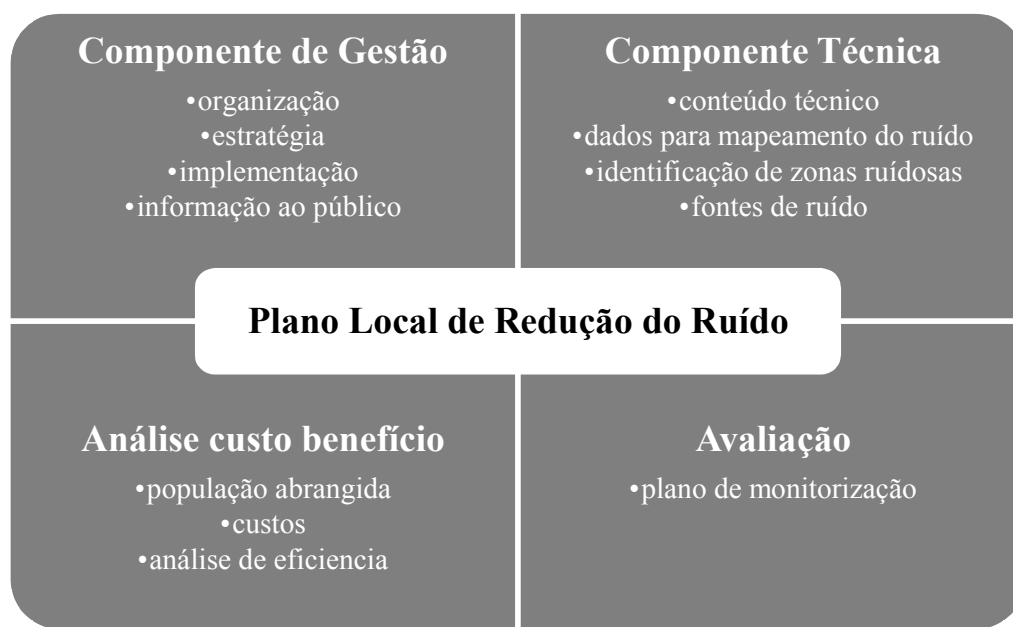 Componente de Gestão
•organização
•estratégia
•implementação
•informação ao público
Componente Técnica
•conteúdo técnico
•dados para mapeamento do ruído
•identificação de zonas ruídosas
•fontes de ruído
Plano Local de Redução do Ruído
Análise custo benefício
•população abrangida
•custos
•análise de eficiencia
Avaliação
•plano de monitorização